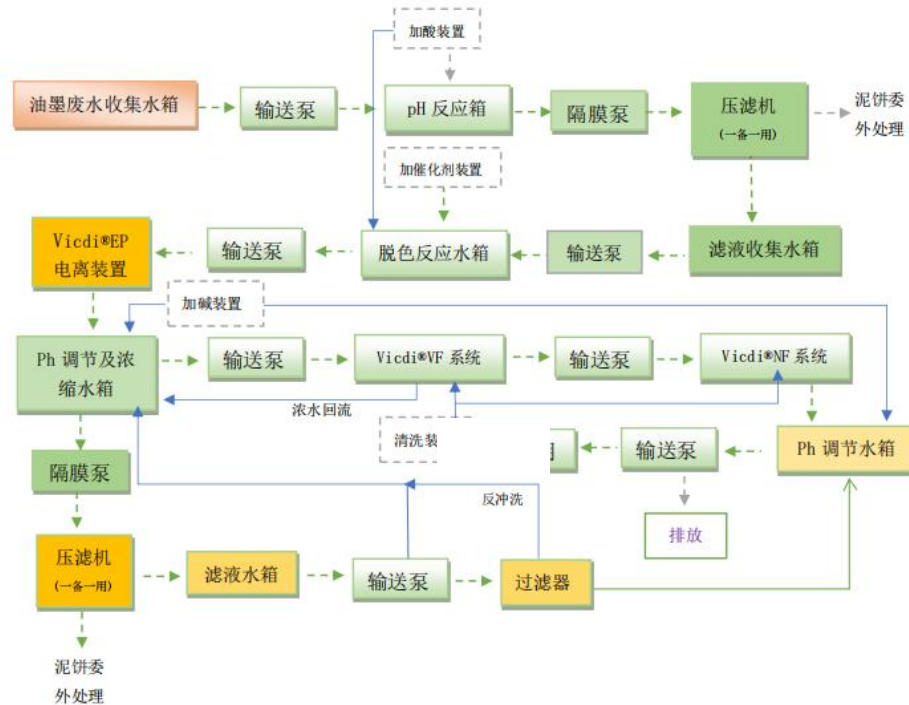 加酸装置
油墨废水收集水箱
输送泵
pH 反应箱
隔膜泵
压滤机
(一备一用)
泥饼委
外处理
加催化剂装置
Vicdi®EP
电离装置
输送泵
脱色反应水箱
输送泵
滤液收集水箱
加碱装置
Ph 调节及浓
缩水箱
输送泵
Vicdi®VF 系统
输送泵
Vicdi®NF 系统
浓水回流
清洗装
输送泵
Ph 调节水箱
隔膜泵
反冲洗
排放
压滤机
(一备一用)
滤液水箱
输送泵
过滤器
泥饼委
外处理